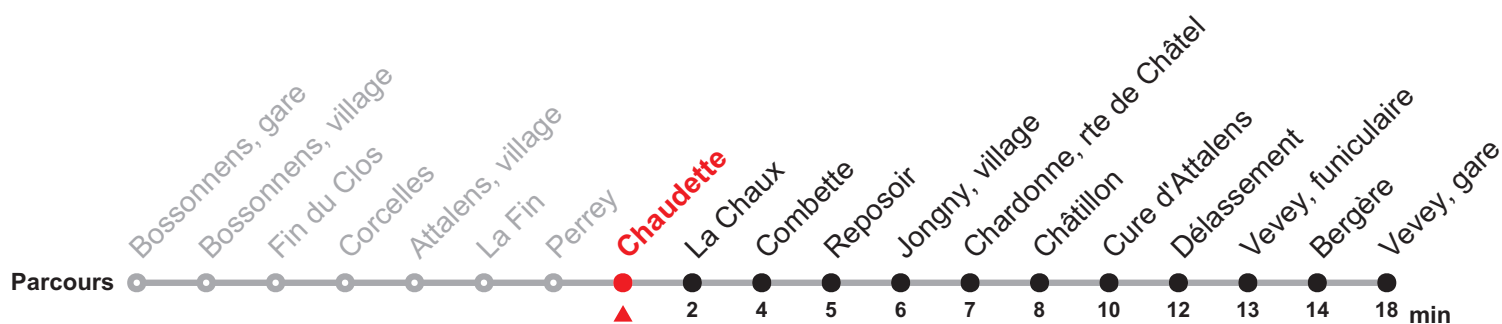 Bossonnens, gare
Bossonnens, village
Fin du Clos
Corcelles
Attalens, village
La Fin
Perrey
Chaudette
La Chaux
Combette
Reposoir
Jongny, village
Chardonne, rte de Châtel
Châtillon
Cure d'Attalens
Délassement
Vevey, funiculaire
Bergère
Vevey, gare
Parcours
2 4 5 6 7 8 10 12 13 14 18 min